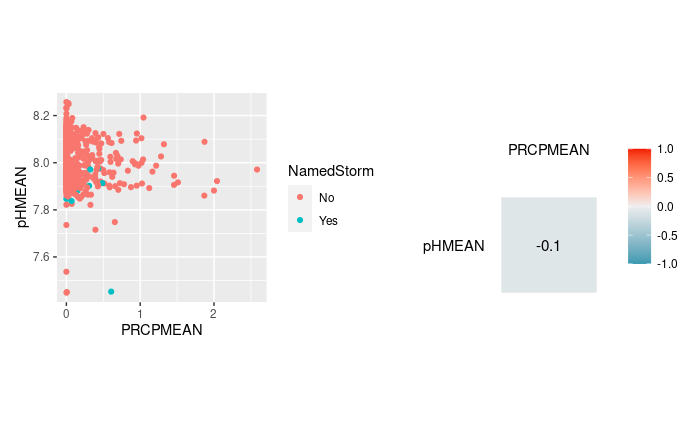 8.2
8.0
7.8
7.6
pHMEAN
0
1
2
PRCPMEAN
NamedStorm
No
Yes
PRCPMEAN
pHMEAN
-0.1
1.0
0.5
0.0
-0.5
-1.0